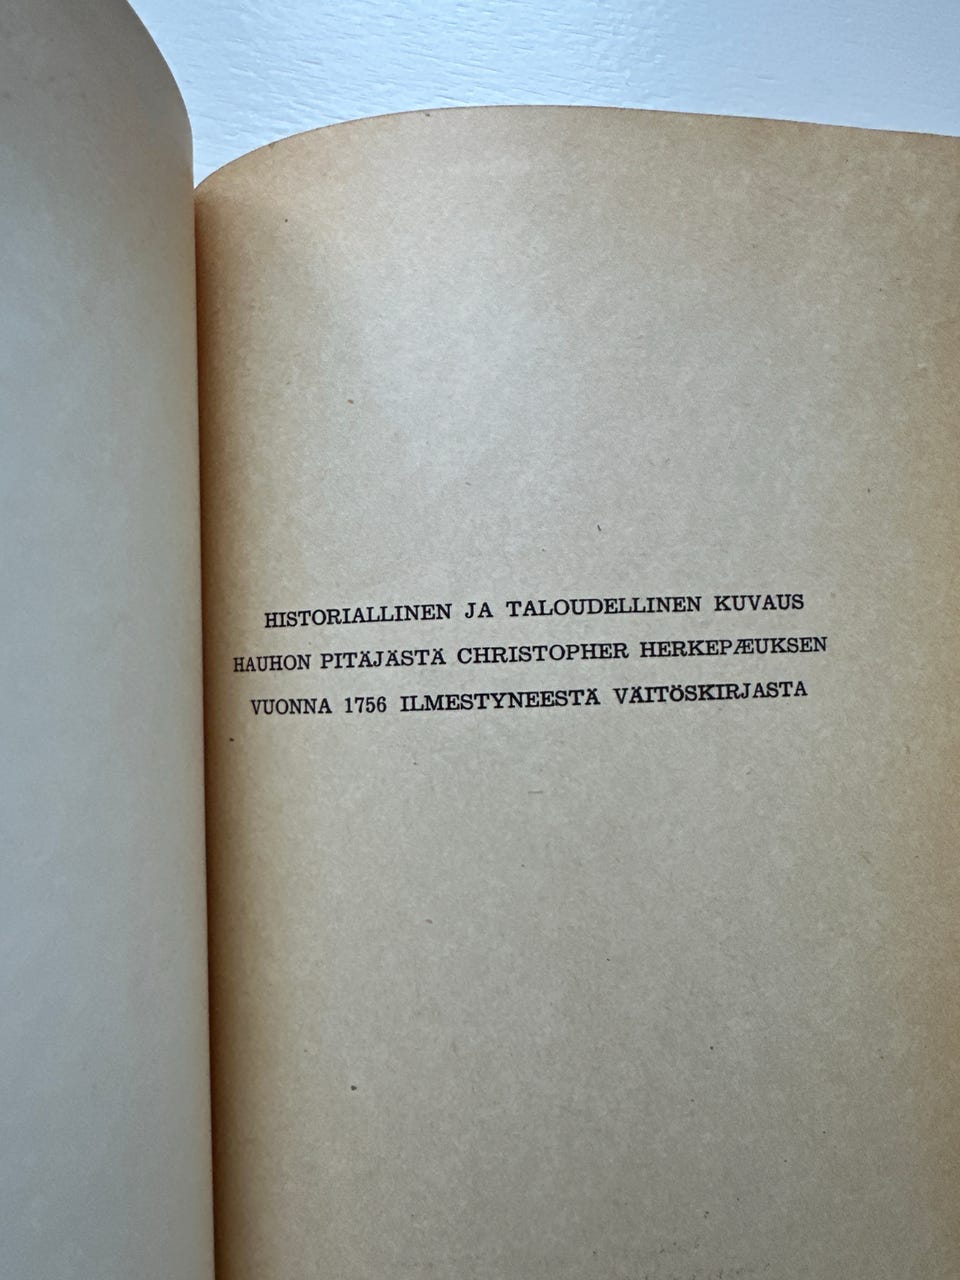 HISTORIALLINEN JA TALOUDELLINEN KUVAUS
HAUHON PITÄJÄSTÄ CHRISTOPHER HERKEPÆUKSEN
VUONNA 1756 ILMESTYNEESTÄ VÄITÖSKIRJASTA